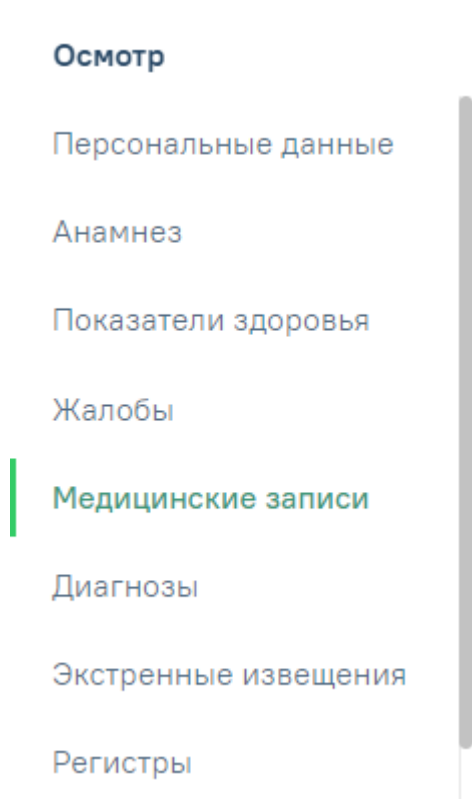 Осмотр
Персональные данные
Анамнез
Показатели здоровья
Жалобы
Медицинские записи
Диагнозы
Экстренные извещения
Регистры